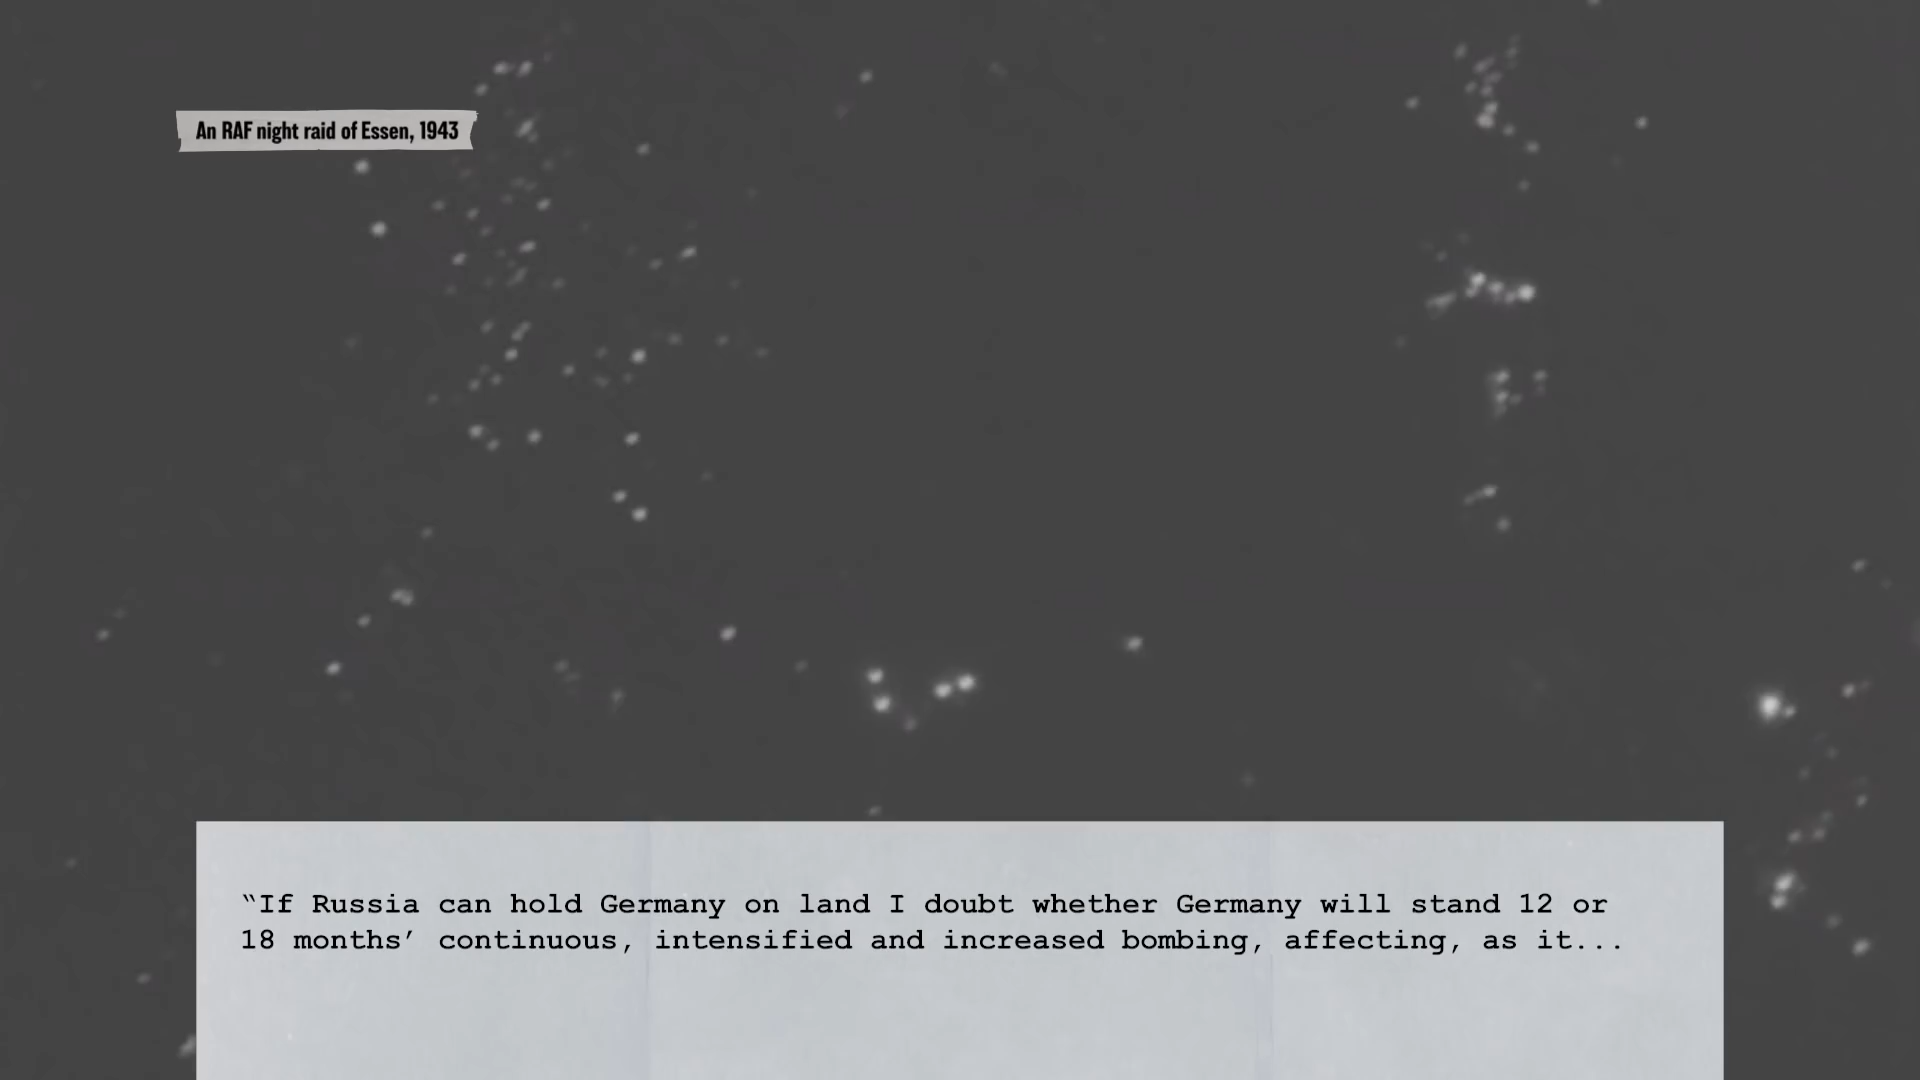 An RAF night raid of Essen, 1943
“If Russia can hold Germany on land I doubt whether Germany will stand 12 or
18 months’ continuous, intensified and increased bombing, affecting, as it...